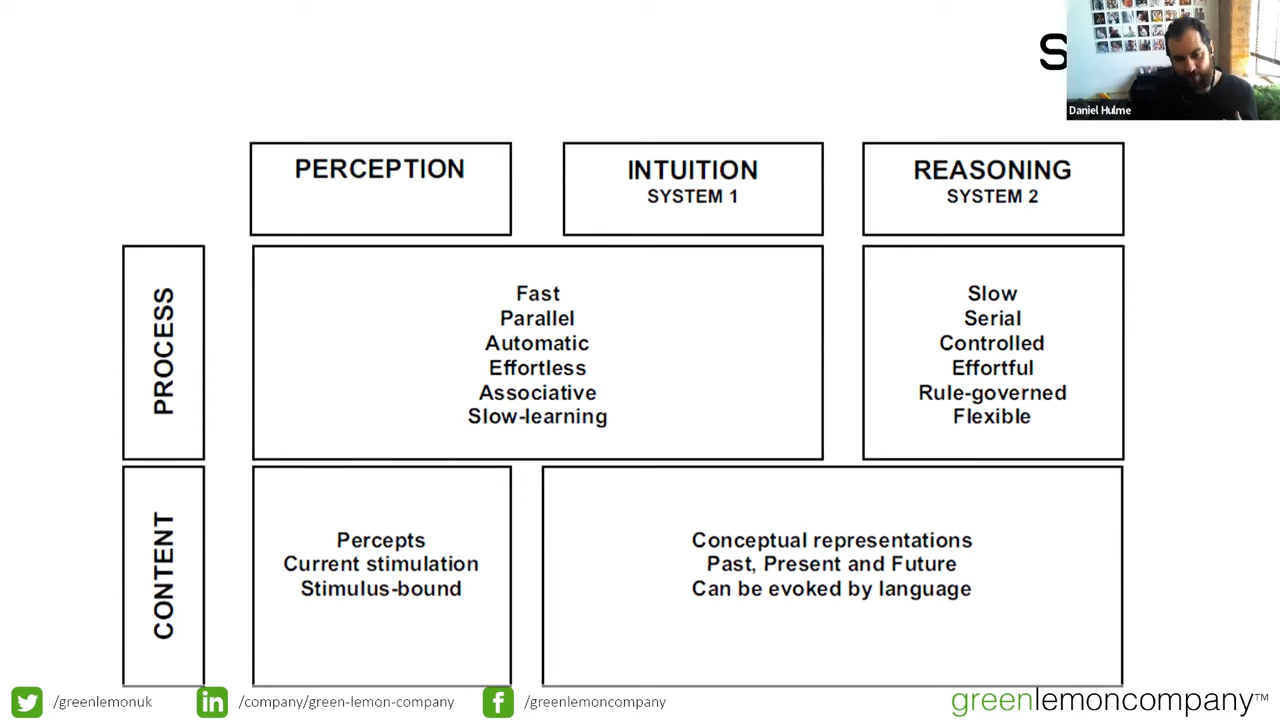 S
Daniel Hulme
PERCEPTION
INTUITION
SYSTEM 1
REASONING
SYSTEM 2
PROCESS
Fast
Parallel
Automatic
Effortless
Associative
Slow-learning
Slow
Serial
Controlled
Effortful
Rule-governed
Flexible
CONTENT
Percepts
Current stimulation
Stimulus-bound
Conceptual representations
Past, Present and Future
Can be evoked by language
/greenlemonuk
in
/company/green-lemon-company
f
/greenlemoncompany
greenlemoncompany™